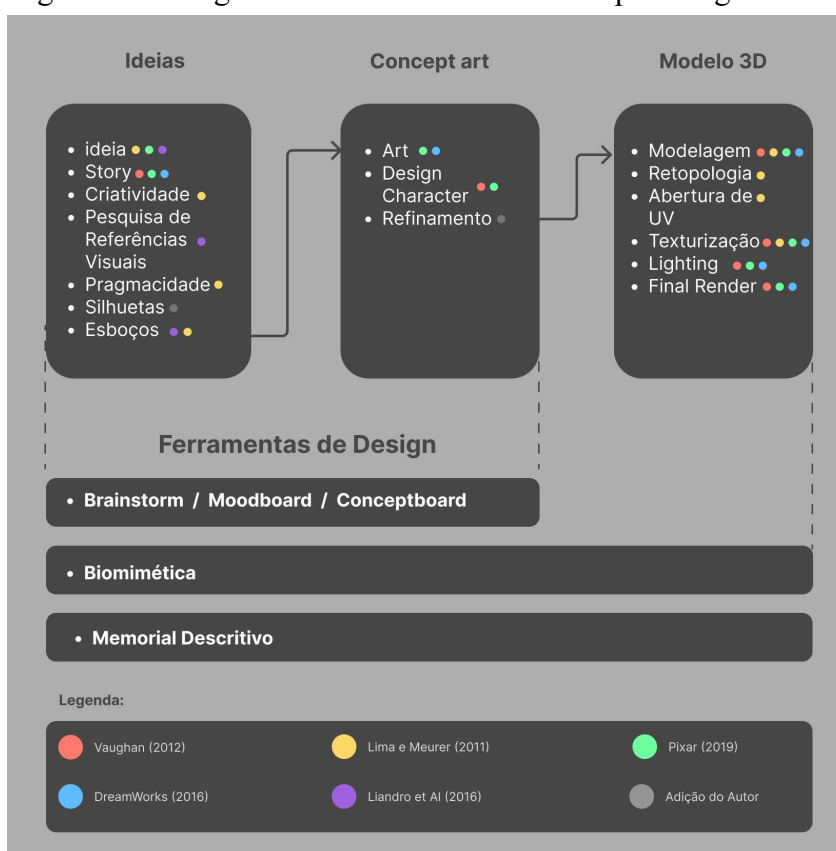 Ideias
Concept art
Modelo 3D
• ideia
• Story
• Criatividade
• Pesquisa de
Referências
Visuais
• Pragmacidade
• Silhuetas
• Esboços
• Art
• Design
Character
• Refinamento
• Modelagem
• Retopologia
• Abertura de
UV
• Texturização
• Lighting
• Final Render
Ferramentas de Design
• Brainstorm / Moodboard / Conceptboard
• Biomimética
• Memorial Descritivo
Legenda:
Vaughan (2012)
Lima e Meurer (2011)
Pixar (2019)
DreamWorks (2016)
Liandro et Al (2016)
Adição do Autor